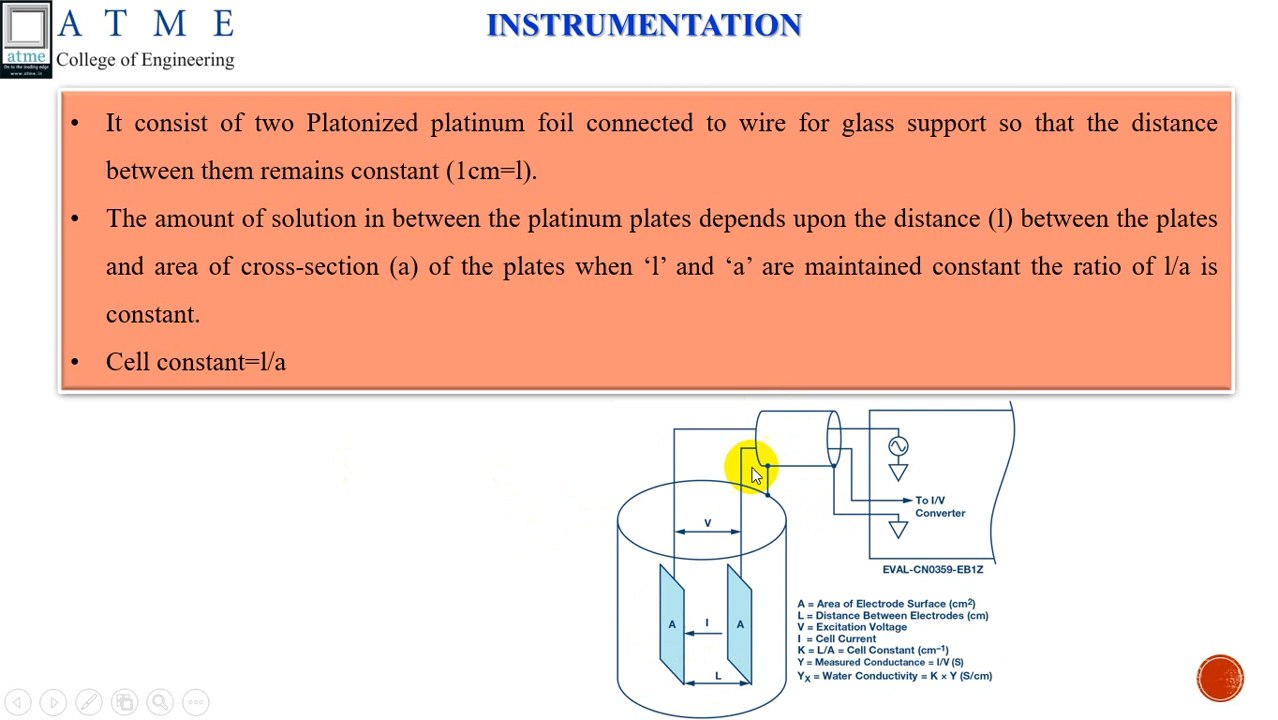 A T M E
College of Engineering
atme
www.atme.in
INSTRUMENTATION
• It consist of two Platonized platinum foil connected to wire for glass support so that the distance
between them remains constant (1cm=l).
• The amount of solution in between the platinum plates depends upon the distance (l) between the plates
and area of cross-section (a) of the plates when ‘l’ and ‘a’ are maintained constant the ratio of l/a is
constant.
• Cell constant=l/a
V
A
I
A
L
To I/V
Converter
EVAL-CN0359-EB1Z
A = Area of Electrode Surface (cm²)
L = Distance Between Electrodes (cm)
V = Excitation Voltage
I = Cell Current
K = L/A = Cell Constant (cm⁻¹)
Y = Measured Conductance = I/V (S)
Yx = Water Conductivity = K × Y (S/cm)